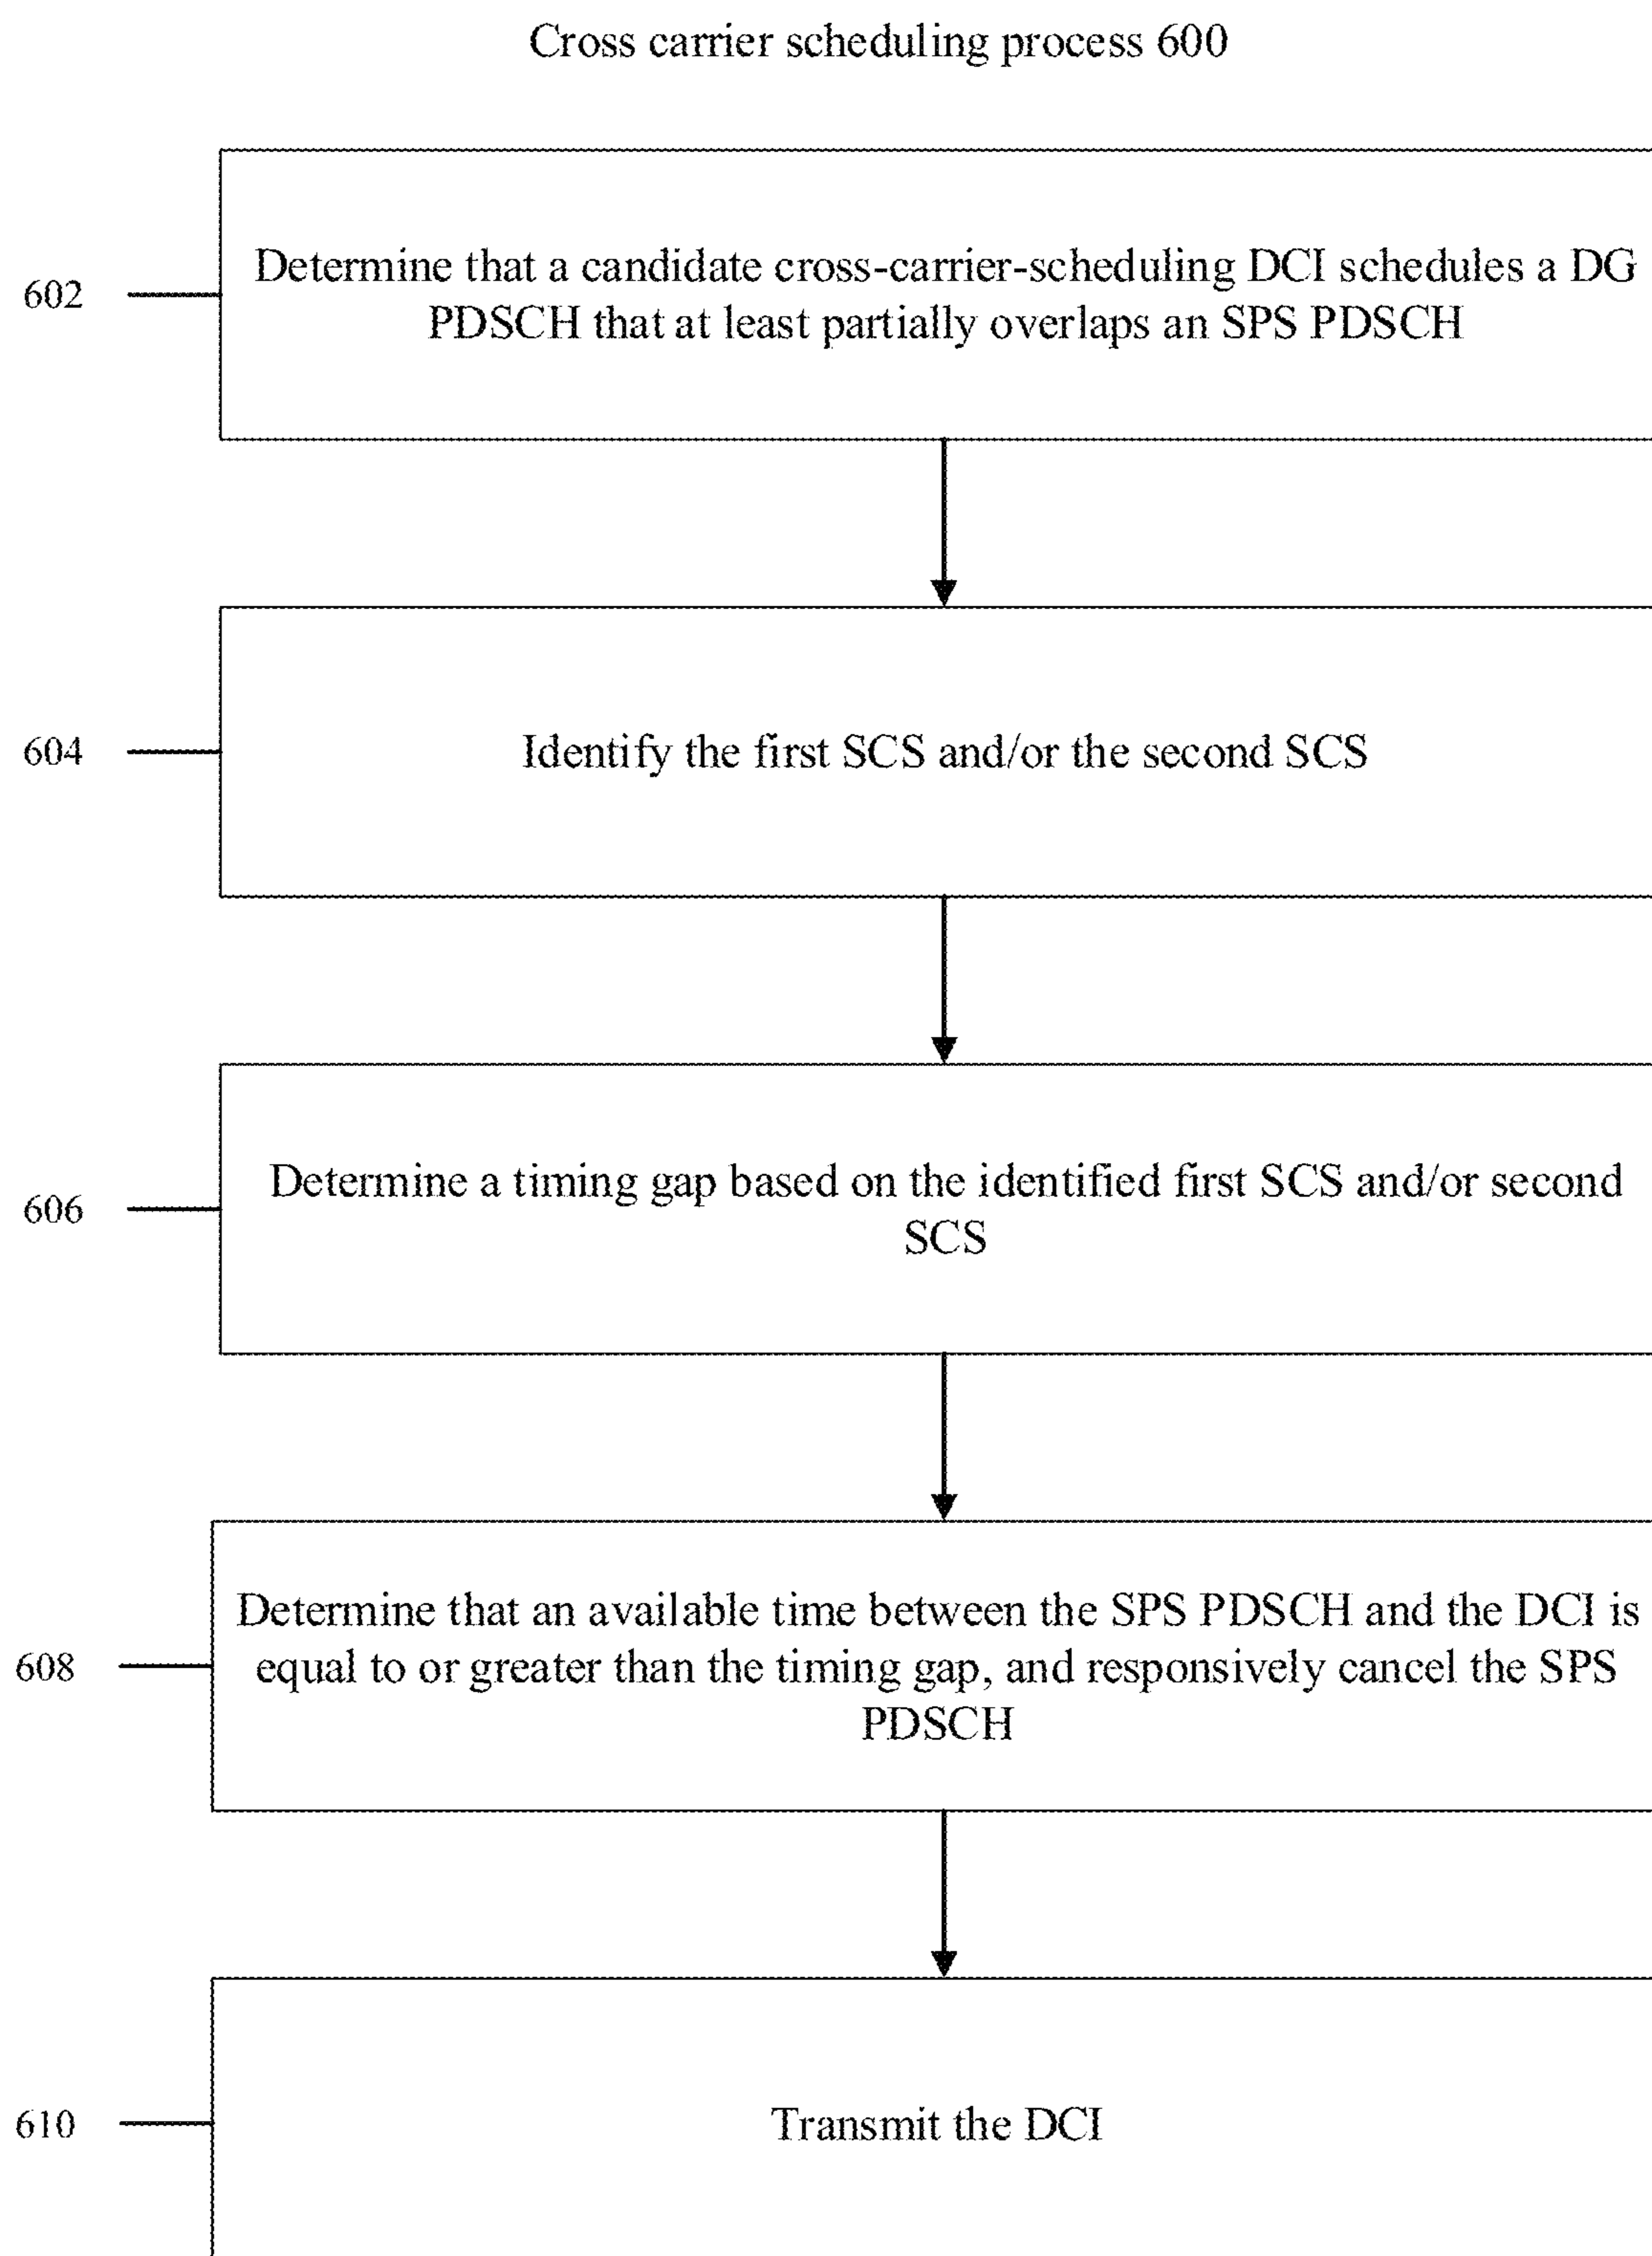 Cross carrier scheduling process 600
602
Determine that a candidate cross-carrier-scheduling DCI schedules a DG
PDSCH that at least partially overlaps an SPS PDSCH
604
Identify the first SCS and/or the second SCS
606
Determine a timing gap based on the identified first SCS and/or second
SCS
608
Determine that an available time between the SPS PDSCH and the DCI is
equal to or greater than the timing gap, and responsively cancel the SPS
PDSCH
610
Transmit the DCI